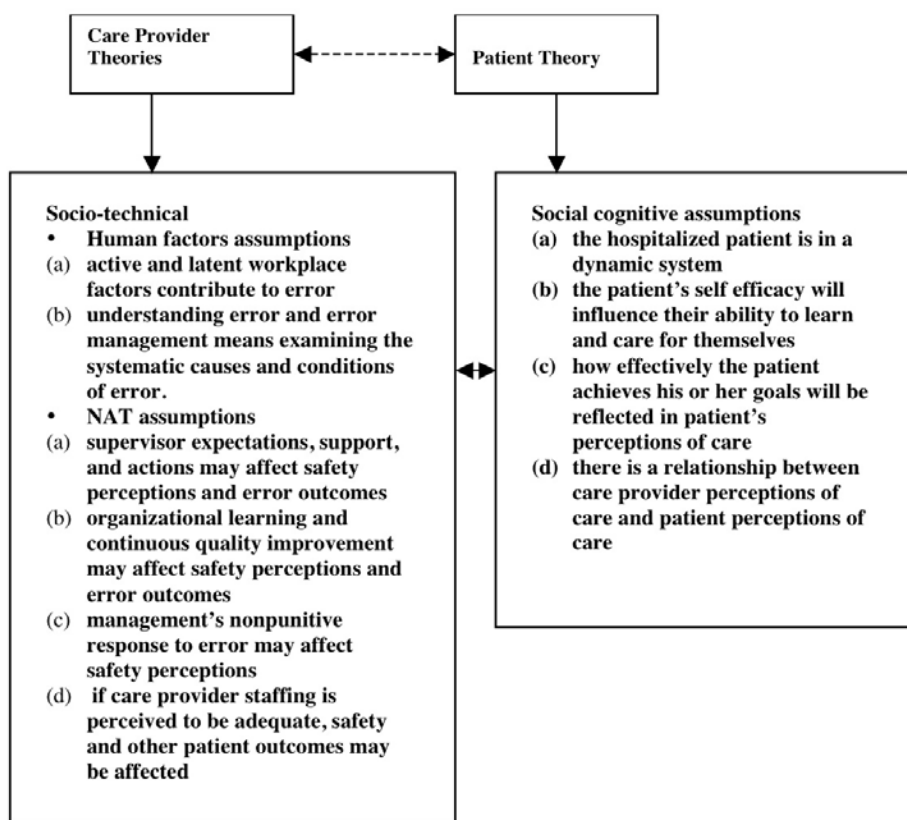 Care Provider
Theories
Patient Theory
Socio-technical
• Human factors assumptions
(a) active and latent workplace
factors contribute to error
(b) understanding error and error
management means examining the
systematic causes and conditions
of error.
• NAT assumptions
(a) supervisor expectations, support,
and actions may affect safety
perceptions and error outcomes
(b) organizational learning and
continuous quality improvement
may affect safety perceptions and
error outcomes
(c) management’s nonpunitive
response to error may affect
safety perceptions
(d) if care provider staffing is
perceived to be adequate, safety
and other patient outcomes may
be affected
Social cognitive assumptions
(a) the hospitalized patient is in a
dynamic system
(b) the patient’s self efficacy will
influence their ability to learn
and care for themselves
(c) how effectively the patient
achieves his or her goals will be
reflected in patient’s
perceptions of care
(d) there is a relationship between
care provider perceptions of
care and patient perceptions of
care